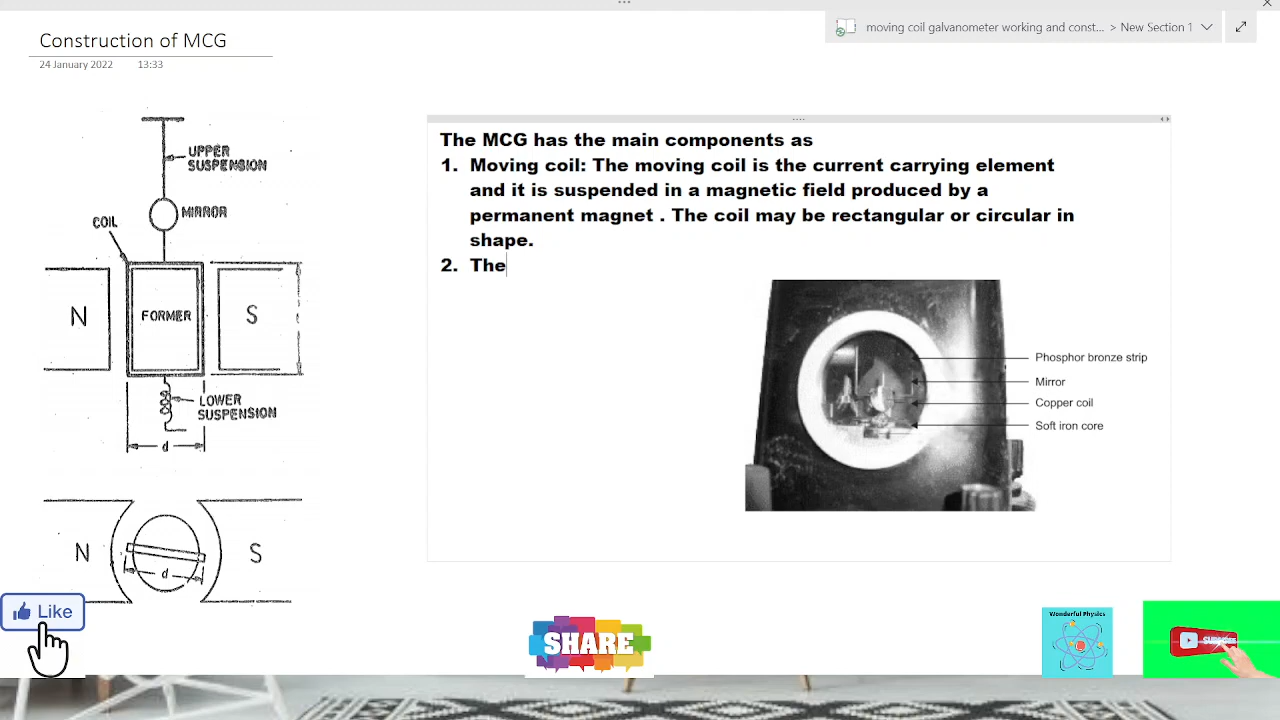 moving coil galvanometer working and const... > New Section 1
Construction of MCG
24 January 2022 13:33
UPPER
SUSPENSION
MIRROR
COIL
N
FORMER
S
LOWER
SUSPENSION
d
N
S
d
The MCG has the main components as
1. Moving coil: The moving coil is the current carrying element
and it is suspended in a magnetic field produced by a
permanent magnet . The coil may be rectangular or circular in
shape.
2. The
Phosphor bronze strip
Mirror
Copper coil
Soft iron core
Like
SHARE
Wonderful Physics
SUBSCRIBE